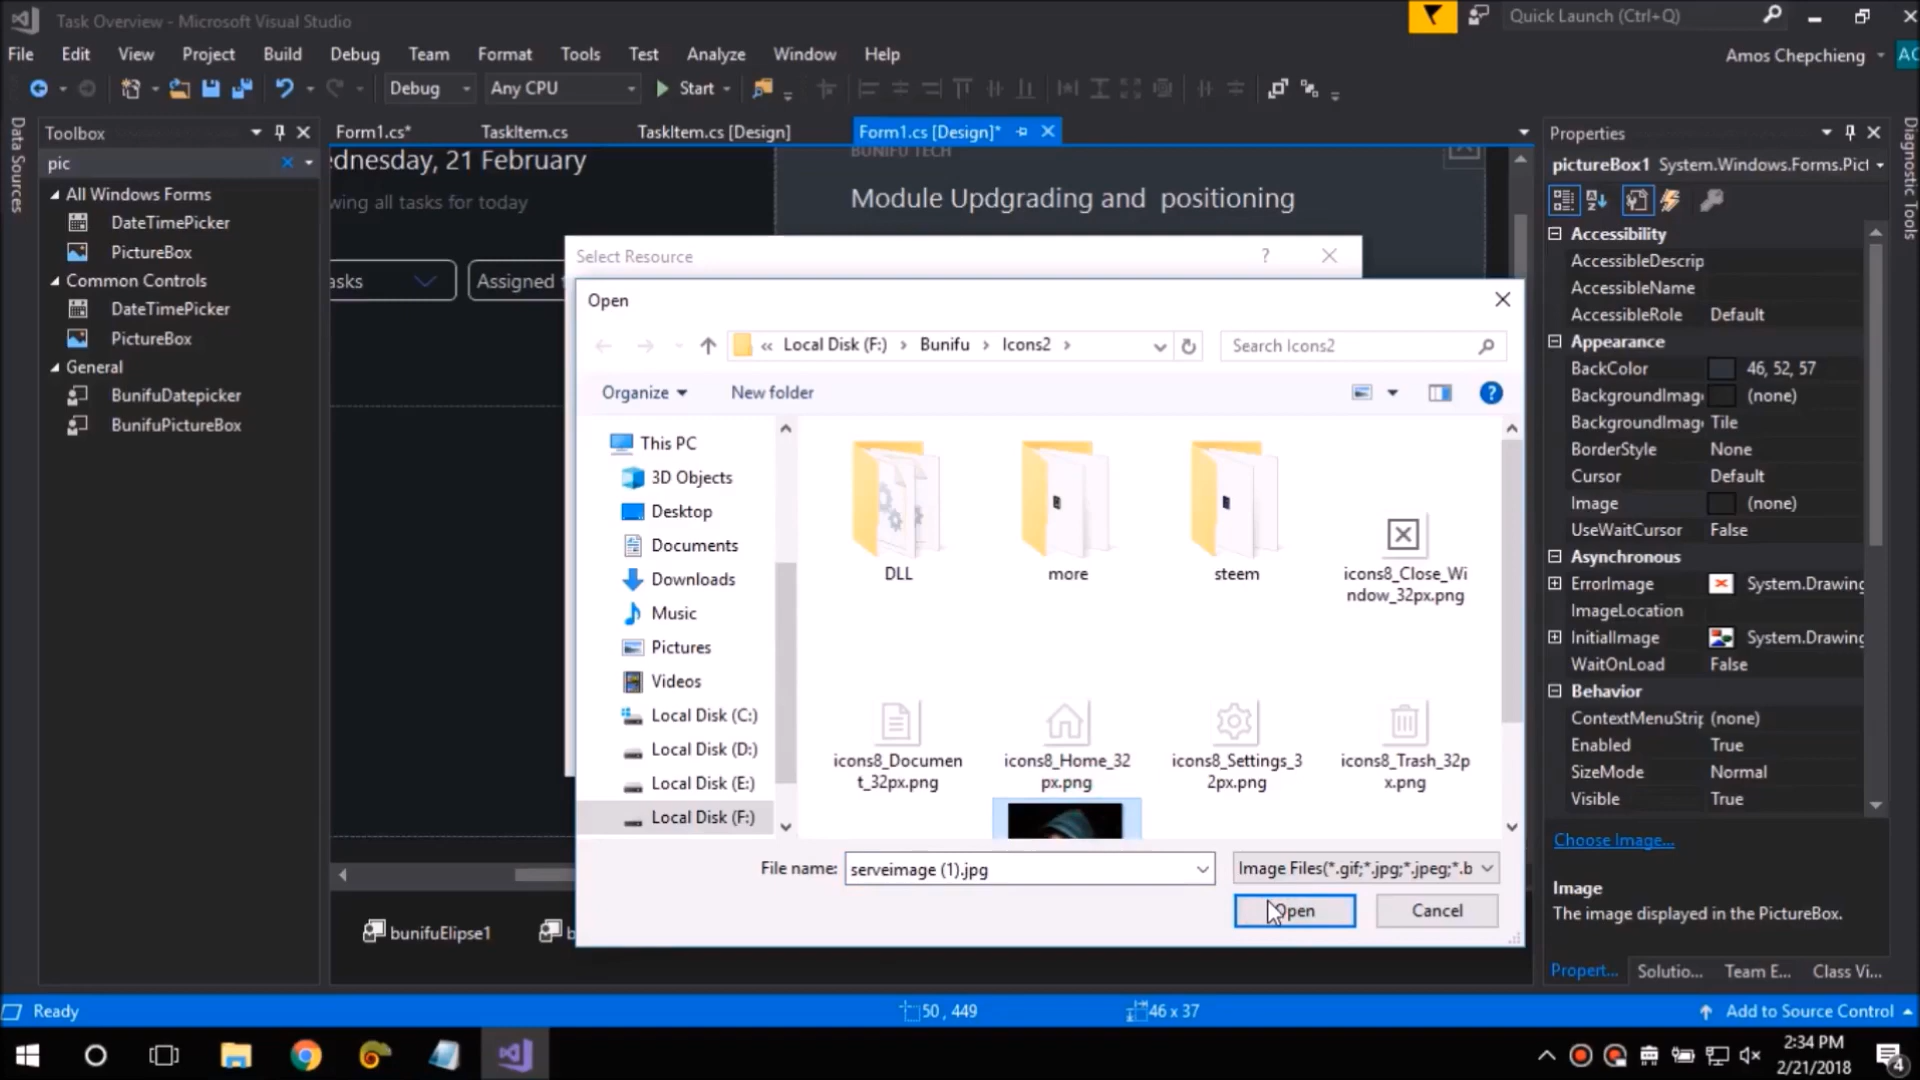 Task Overview - Microsoft Visual Studio
Quick Launch (Ctrl+Q)
File Edit View Project Build Debug Team Format Tools Test Analyze Window Help
Amos Chepchieng
AC
Debug Any CPU Start
Data Sources
Toolbox
pic
All Windows Forms
DateTimePicker
PictureBox
Common Controls
DateTimePicker
PictureBox
General
BunifuDatepicker
BunifuPictureBox
Form1.cs* TaskItem.cs TaskItem.cs [Design] Form1.cs [Design]*
ednesday, 21 February
wing all tasks for today
asks
Assigned
BUNIFU TECH
Module Updgrading and positioning
Select Resource
?
Open
« Local Disk (F:) › Bunifu › Icons2 ›
Search Icons2
Organize
New folder
This PC
3D Objects
Desktop
Documents
Downloads
Music
Pictures
Videos
Local Disk (C:)
Local Disk (D:)
Local Disk (E:)
Local Disk (F:)
DLL
more
steem
icons8_Close_Wi
ndow_32px.png
icons8_Documen
t_32px.png
icons8_Home_32
px.png
icons8_Settings_3
2px.png
icons8_Trash_32p
x.png
File name: serveimage (1).jpg
Image Files(*.gif;*.jpg;*.jpeg;*.b
Open
Cancel
bunifuElipse1
b
Properties
pictureBox1 System.Windows.Forms.Pict
Accessibility
AccessibleDescrip
AccessibleName
AccessibleRole Default
Appearance
BackColor 46, 52, 57
BackgroundImag (none)
BackgroundImag Tile
BorderStyle None
Cursor Default
Image (none)
UseWaitCursor False
Asynchronous
ErrorImage System.Drawing
ImageLocation
InitialImage System.Drawing
WaitOnLoad False
Behavior
ContextMenuStrip (none)
Enabled True
SizeMode Normal
Visible True
Choose Image...
Image
The image displayed in the PictureBox.
Propert... Solutio... Team E... Class Vi...
Diagnostic Tools
Ready
50 , 449
46 x 37
Add to Source Control
2:34 PM
2/21/2018
4